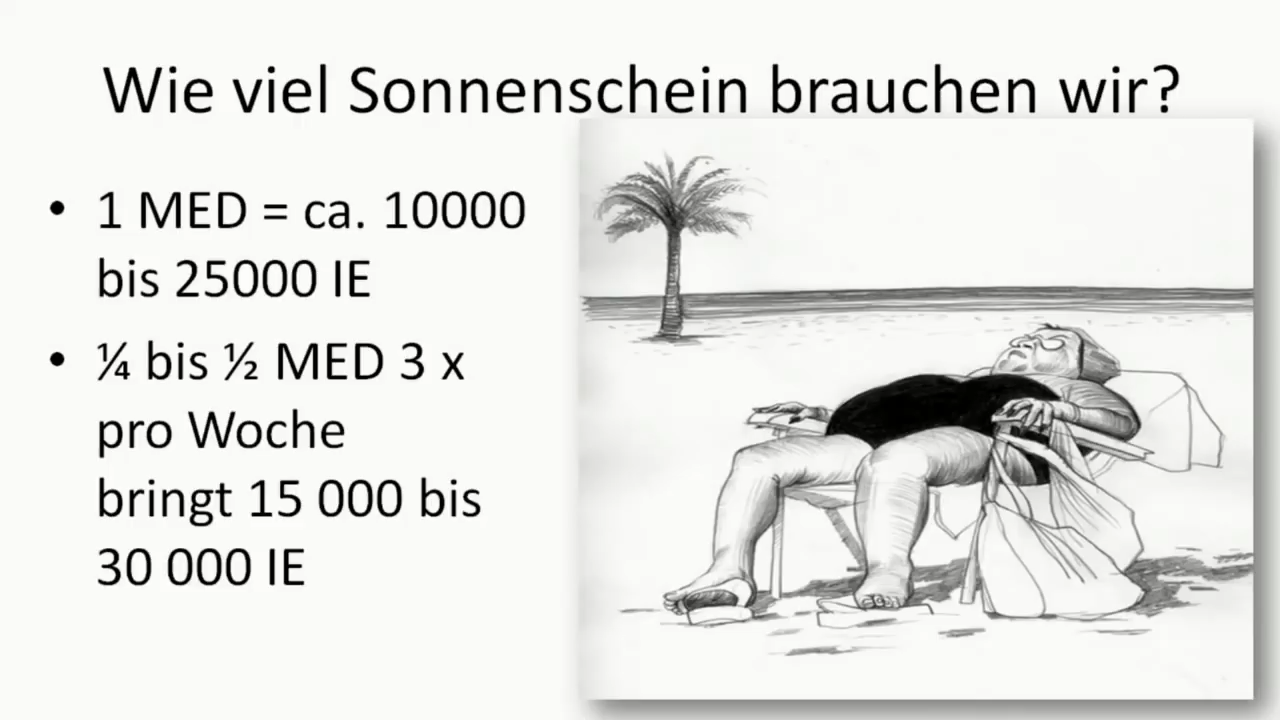 Wie viel Sonnenschein brauchen wir?
• 1 MED = ca. 10000
bis 25000 IE
• ¼ bis ½ MED 3 x
pro Woche
bringt 15 000 bis
30 000 IE